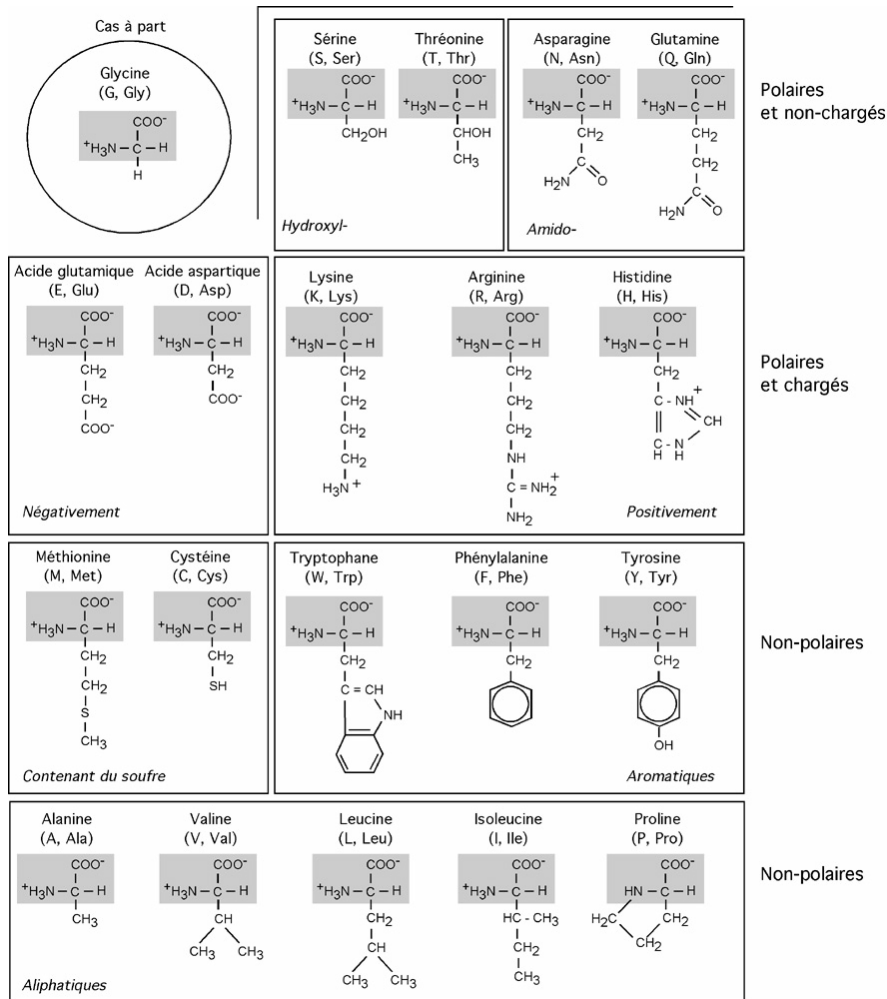 Cas à part
Glycine
(G, Gly)
COO⁻
⁺H₃N – C – H
H
Sérine
(S, Ser)
COO⁻
⁺H₃N – C – H
CH₂OH
Thréonine
(T, Thr)
COO⁻
⁺H₃N – C – H
CHOH
CH₃
Hydroxyl-
Asparagine
(N, Asn)
COO⁻
⁺H₃N – C – H
CH₂
C
H₂N O
Glutamine
(Q, Gln)
COO⁻
⁺H₃N – C – H
CH₂
CH₂
C
H₂N O
Amido-
Polaires
et non-chargés
Acide glutamique
(E, Glu)
COO⁻
⁺H₃N – C – H
CH₂
CH₂
COO⁻
Acide aspartique
(D, Asp)
COO⁻
⁺H₃N – C – H
CH₂
COO⁻
Négativement
Lysine
(K, Lys)
COO⁻
⁺H₃N – C – H
CH₂
CH₂
CH₂
CH₂
H₃N⁺
Arginine
(R, Arg)
COO⁻
⁺H₃N – C – H
CH₂
CH₂
CH₂
NH
C = NH₂⁺
NH₂
Histidine
(H, His)
COO⁻
⁺H₃N – C – H
CH₂
C - NH⁺
CH
C - N
H H
Positivement
Polaires
et chargés
Méthionine
(M, Met)
COO⁻
⁺H₃N – C – H
CH₂
CH₂
S
CH₃
Cystéine
(C, Cys)
COO⁻
⁺H₃N – C – H
CH₂
SH
Contenant du soufre
Tryptophane
(W, Trp)
COO⁻
⁺H₃N – C – H
CH₂
C = CH
NH
Phénylalanine
(F, Phe)
COO⁻
⁺H₃N – C – H
CH₂
Tyrosine
(Y, Tyr)
COO⁻
⁺H₃N – C – H
CH₂
OH
Aromatiques
Non-polaires
Alanine
(A, Ala)
COO⁻
⁺H₃N – C – H
CH₃
Valine
(V, Val)
COO⁻
⁺H₃N – C – H
CH
CH₃ CH₃
Leucine
(L, Leu)
COO⁻
⁺H₃N – C – H
CH₂
CH
CH₃ CH₃
Isoleucine
(I, Ile)
COO⁻
⁺H₃N – C – H
HC - CH₃
CH₂
CH₃
Proline
(P, Pro)
COO⁻
HN – C – H
H₂C CH₂
CH₂
Aliphatiques
Non-polaires